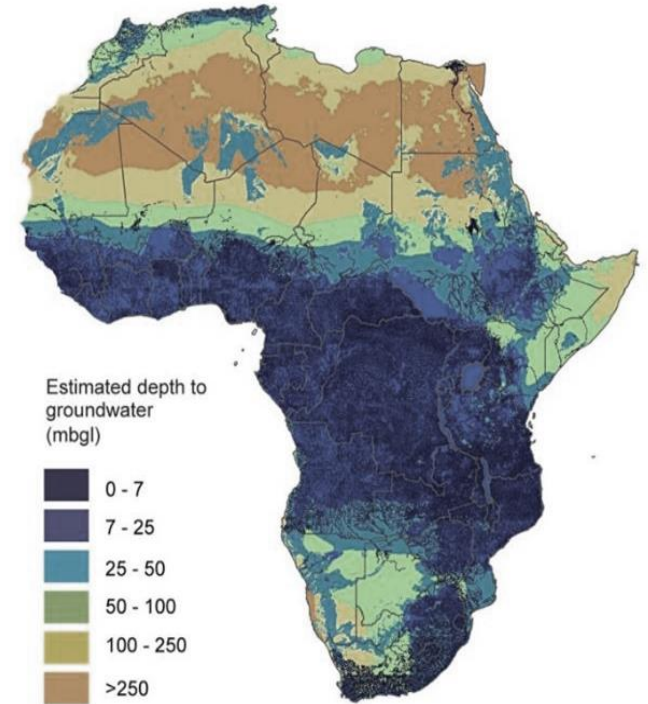 Estimated depth to
groundwater
(mbgl)
0 - 7
7 - 25
25 - 50
50 - 100
100 - 250
>250